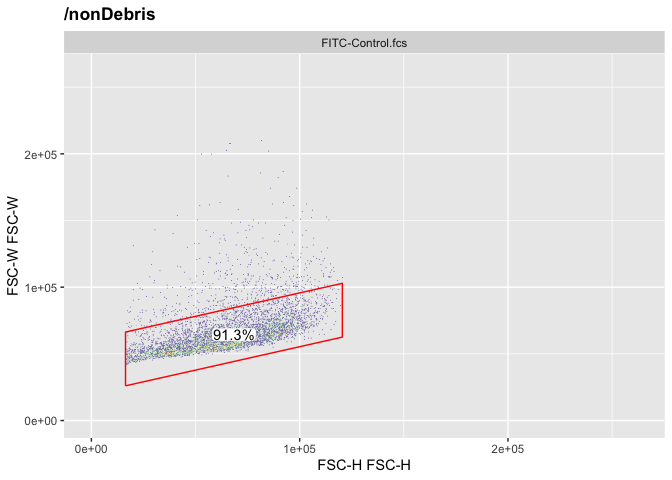 /nonDebris
FITC-Control.fcs
2e+05
1e+05
0e+00
FSC-W FSC-W
91.3%
0e+00 1e+05 2e+05
FSC-H FSC-H